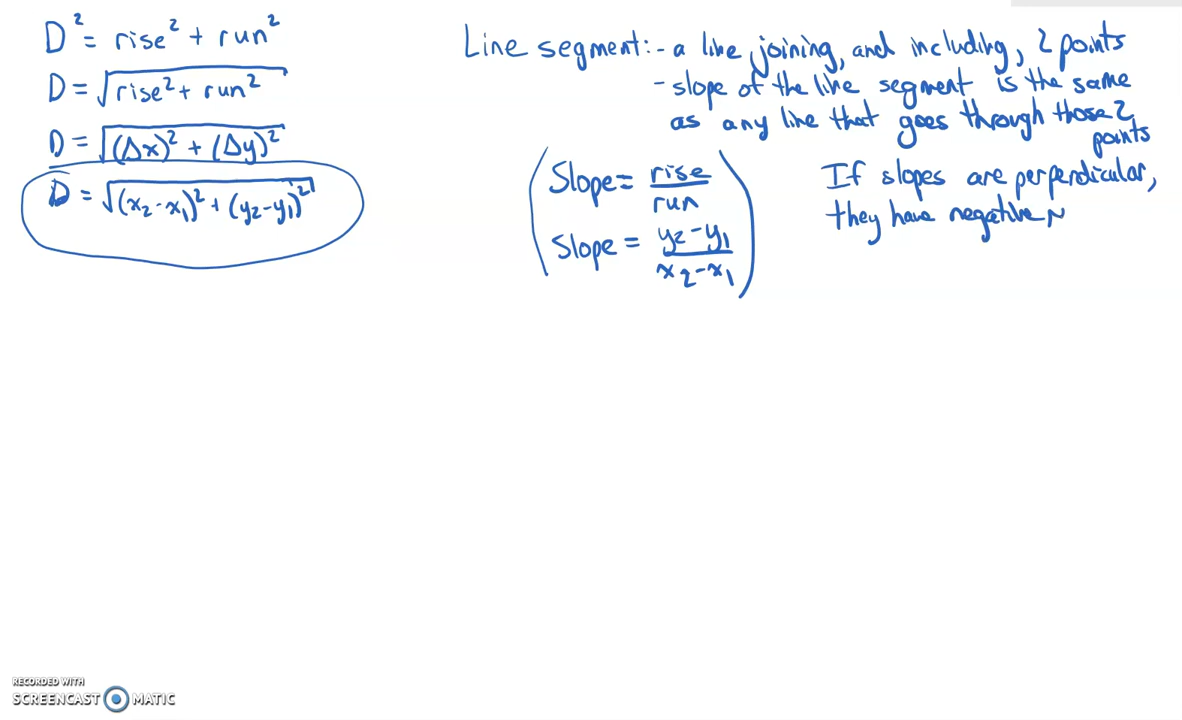 D² = rise² + run²
D = √(rise² + run²)
D = √((Δx)² + (Δy)²)
D = √((x₂-x₁)² + (y₂-y₁)²)
Line segment: - a line joining, and including, 2 points
- slope of the line segment is the same
as any line that goes through those 2
points
Slope = rise/run
Slope = (y₂-y₁)/(x₂-x₁)
If slopes are perpendicular,
they have negative
RECORDED WITH
SCREENCAST MATIC